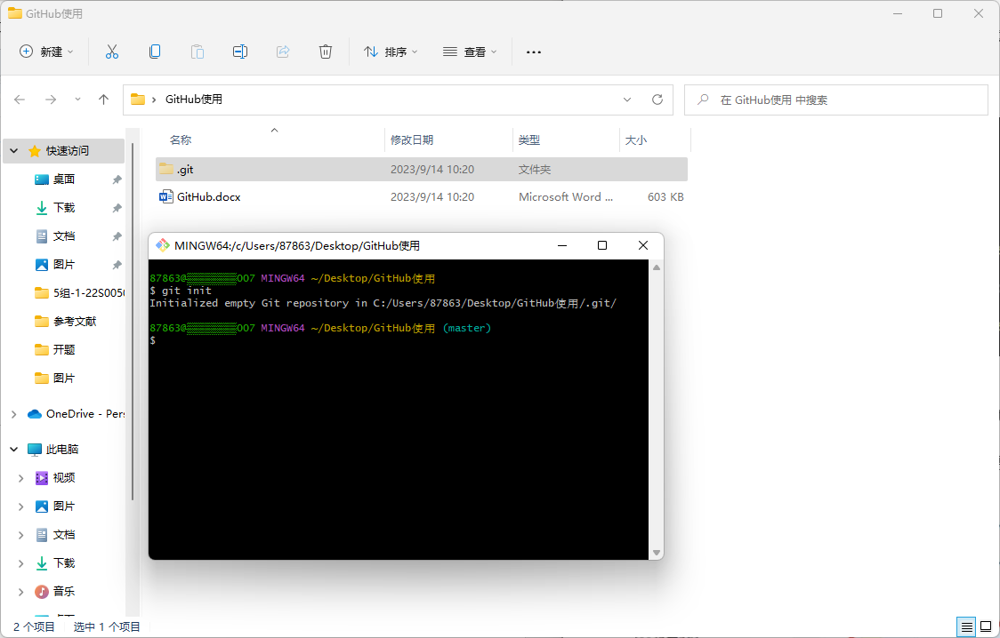 GitHub使用
新建
排序
查看
GitHub使用
在 GitHub使用 中搜索
名称
修改日期
类型
大小
快速访问
.git
2023/9/14 10:20
文件夹
桌面
GitHub.docx
2023/9/14 10:20
Microsoft Word ...
603 KB
下载
文档
图片
5组-1-22S0050
参考文献
开题
图片
OneDrive - Pers
此电脑
视频
图片
文档
下载
音乐
MINGW64:/c/Users/87863/Desktop/GitHub使用
87863@ 007 MINGW64 ~/Desktop/GitHub使用
$ git init
Initialized empty Git repository in C:/Users/87863/Desktop/GitHub使用/.git/
87863@ 007 MINGW64 ~/Desktop/GitHub使用 (master)
$
2 个项目
选中 1 个项目